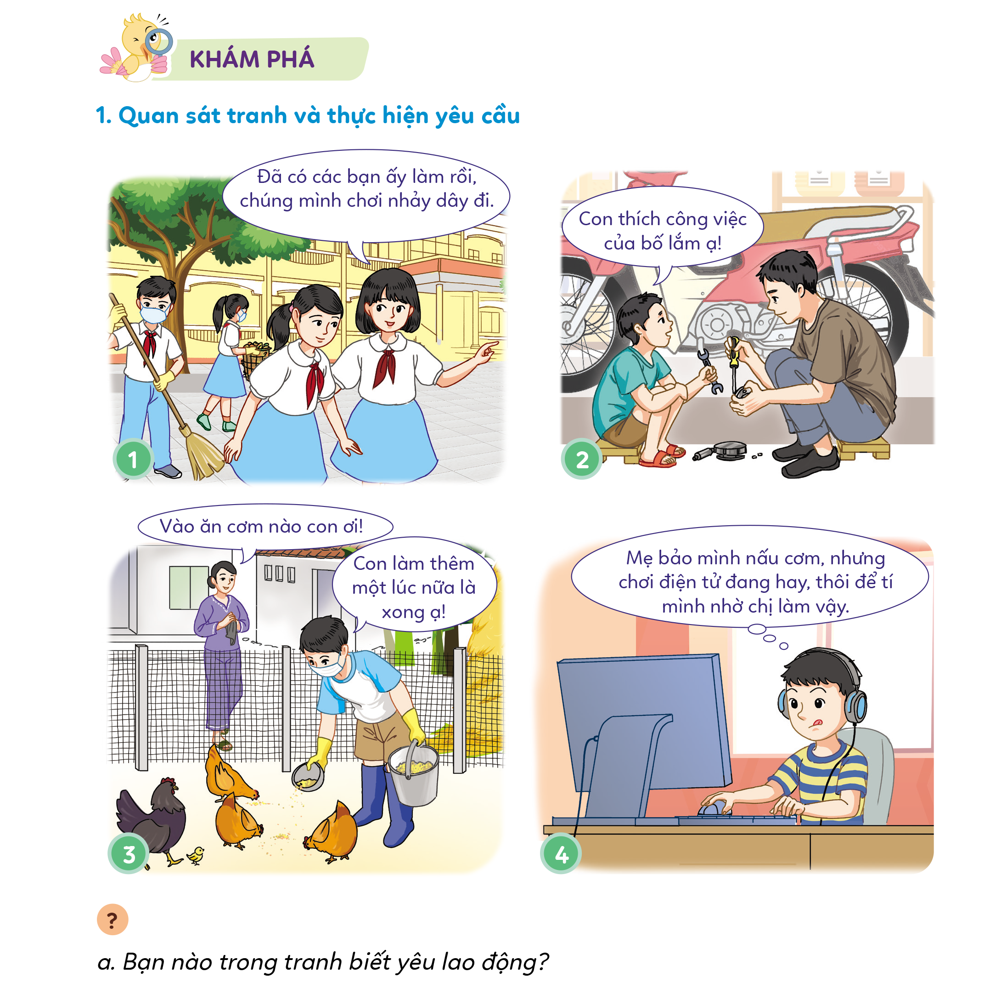 KHÁM PHÁ
1. Quan sát tranh và thực hiện yêu cầu
Đã có các bạn ấy làm rồi,
chúng mình chơi nhảy dây đi.
1
Con thích công việc
của bố lắm ạ!
2
Vào ăn cơm nào con ơi!
Con làm thêm
một lúc nữa là
xong ạ!
3
Mẹ bảo mình nấu cơm, nhưng
chơi điện tử đang hay, thôi để tí
mình nhờ chị làm vậy.
4
?
a. Bạn nào trong tranh biết yêu lao động?